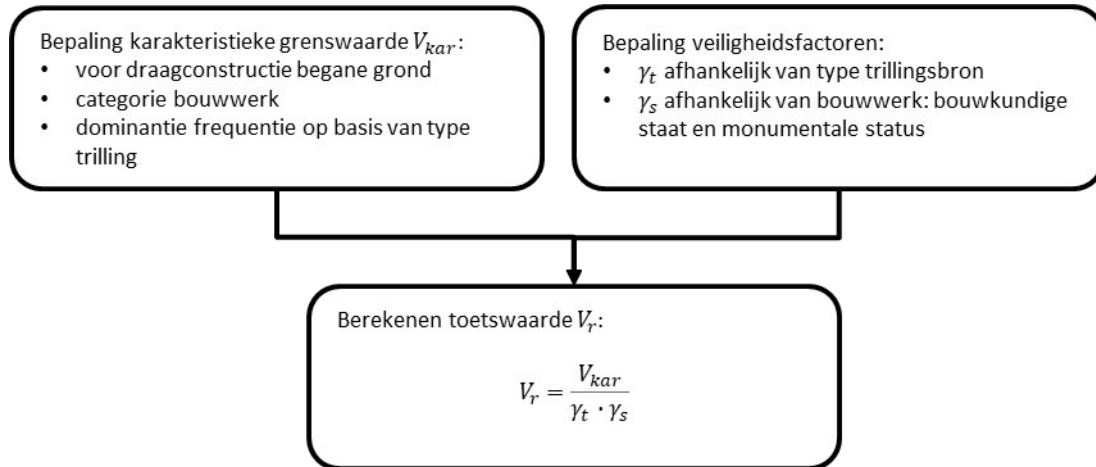 Bepaling karakteristieke grenswaarde V_kar:
• voor draagconstructie begane grond
• categorie bouwwerk
• dominantie frequentie op basis van type
trilling
Bepaling veiligheidsfactoren:
• γ_t afhankelijk van type trillingsbron
• γ_s afhankelijk van bouwwerk: bouwkundige
staat en monumentale status
Berekenen toetswaarde V_r:
V_r = V_kar / (γ_t · γ_s)